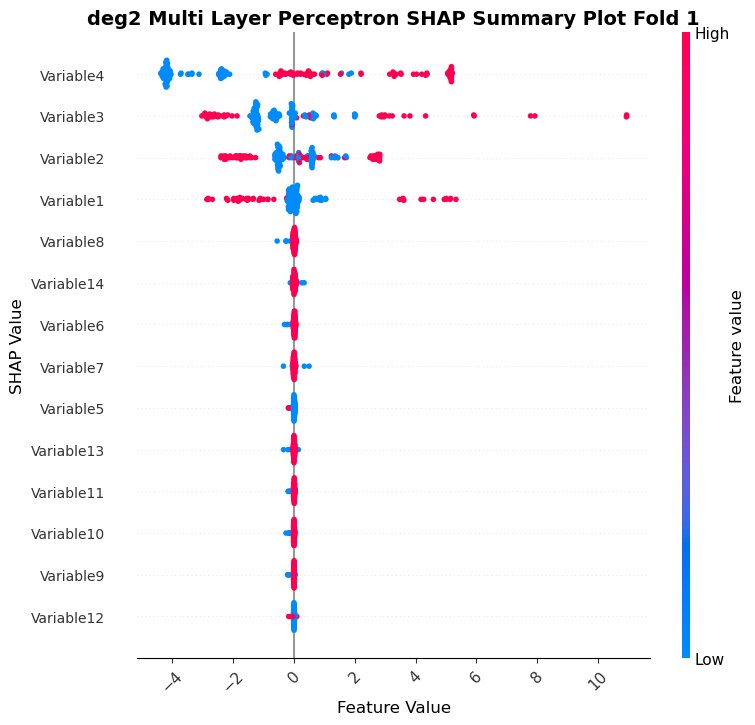 deg2 Multi Layer Perceptron SHAP Summary Plot Fold 1
High
Variable4
Variable3
Variable2
Variable1
Variable8
Variable14
Variable6
Variable7
Variable5
Variable13
Variable11
Variable10
Variable9
Variable12
SHAP Value
Feature value
Low
−4 −2 0 2 4 6 8 10
Feature Value